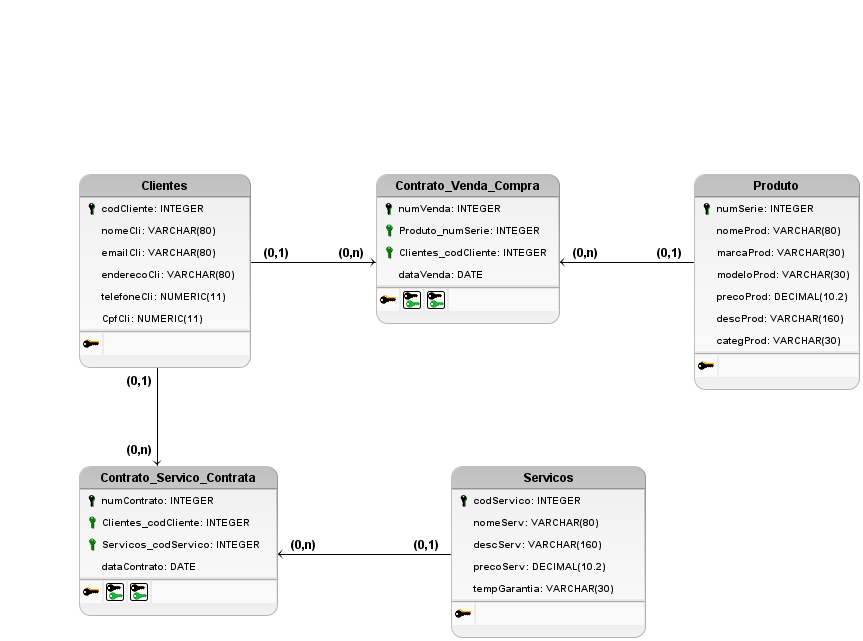 Clientes
codCliente: INTEGER
nomeCli: VARCHAR(80)
emailCli: VARCHAR(80)
enderecoCli: VARCHAR(80)
telefoneCli: NUMERIC(11)
CpfCli: NUMERIC(11)
(0,1)
(0,n)
Contrato_Venda_Compra
numVenda: INTEGER
Produto_numSerie: INTEGER
Clientes_codCliente: INTEGER
dataVenda: DATE
(0,n)
(0,1)
Produto
numSerie: INTEGER
nomeProd: VARCHAR(80)
marcaProd: VARCHAR(30)
modeloProd: VARCHAR(30)
precoProd: DECIMAL(10.2)
descProd: VARCHAR(160)
categProd: VARCHAR(30)
(0,1)
(0,n)
Contrato_Servico_Contrata
numContrato: INTEGER
Clientes_codCliente: INTEGER
Servicos_codServico: INTEGER
dataContrato: DATE
(0,n)
(0,1)
Servicos
codServico: INTEGER
nomeServ: VARCHAR(80)
descServ: VARCHAR(160)
precoServ: DECIMAL(10.2)
tempGarantia: VARCHAR(30)